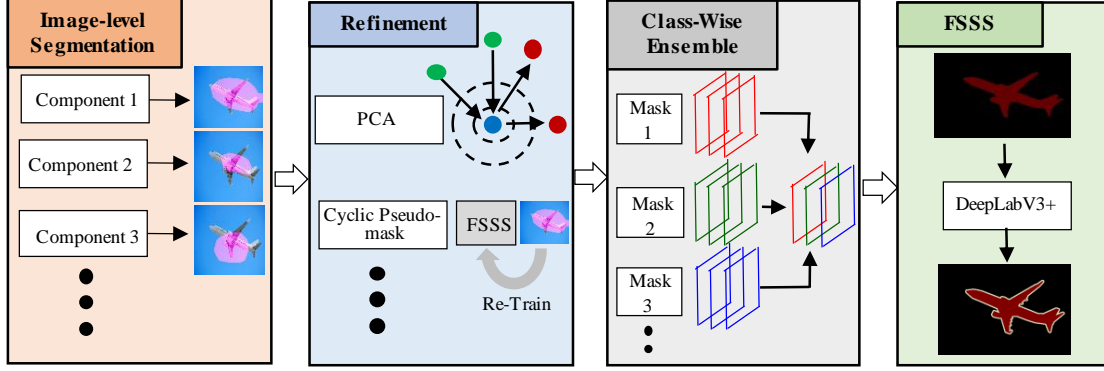 Image-level
Segmentation
Component 1
Component 2
Component 3
Refinement
PCA
Cyclic Pseudo-
mask
FSSS
Re-Train
Class-Wise
Ensemble
Mask
1
Mask
2
Mask
3
FSSS
DeepLabV3+